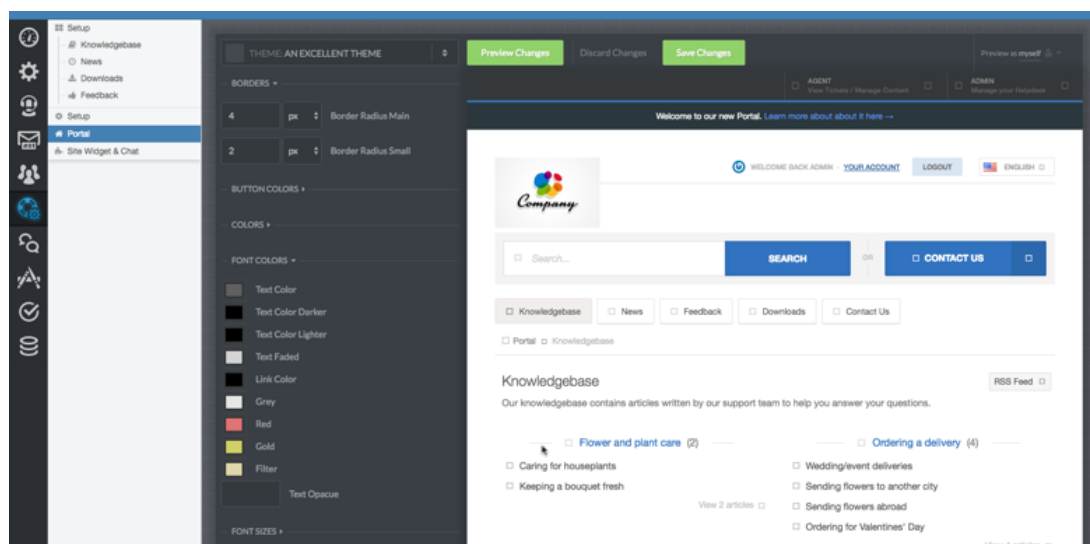 Setup
Knowledgebase
News
Downloads
Feedback
Setup
Portal
Site Widget & Chat
THEME: AN EXCELLENT THEME
BORDERS
4 px Border Radius Main
2 px Border Radius Small
BUTTON COLORS
COLORS
FONT COLORS
Text Color
Text Color Darker
Text Color Lighter
Text Faded
Link Color
Grey
Red
Gold
Filter
Text Opacue
FONT SIZES
Preview Changes Discard Changes Save Changes Preview as myself
AGENT
View Tickets / Manage Content
ADMIN
Manage your Helpdesk
Welcome to our new Portal. Learn more about about it here →
WELCOME BACK ADMIN - YOUR ACCOUNT LOGOUT ENGLISH
Company
Search... SEARCH OR CONTACT US
Knowledgebase News Feedback Downloads Contact Us
Portal Knowledgebase
Knowledgebase RSS Feed
Our knowledgebase contains articles written by our support team to help you answer your questions.
Flower and plant care (2)
Caring for houseplants
Keeping a bouquet fresh
View 2 articles
Ordering a delivery (4)
Wedding/event deliveries
Sending flowers to another city
Sending flowers abroad
Ordering for Valentines' Day